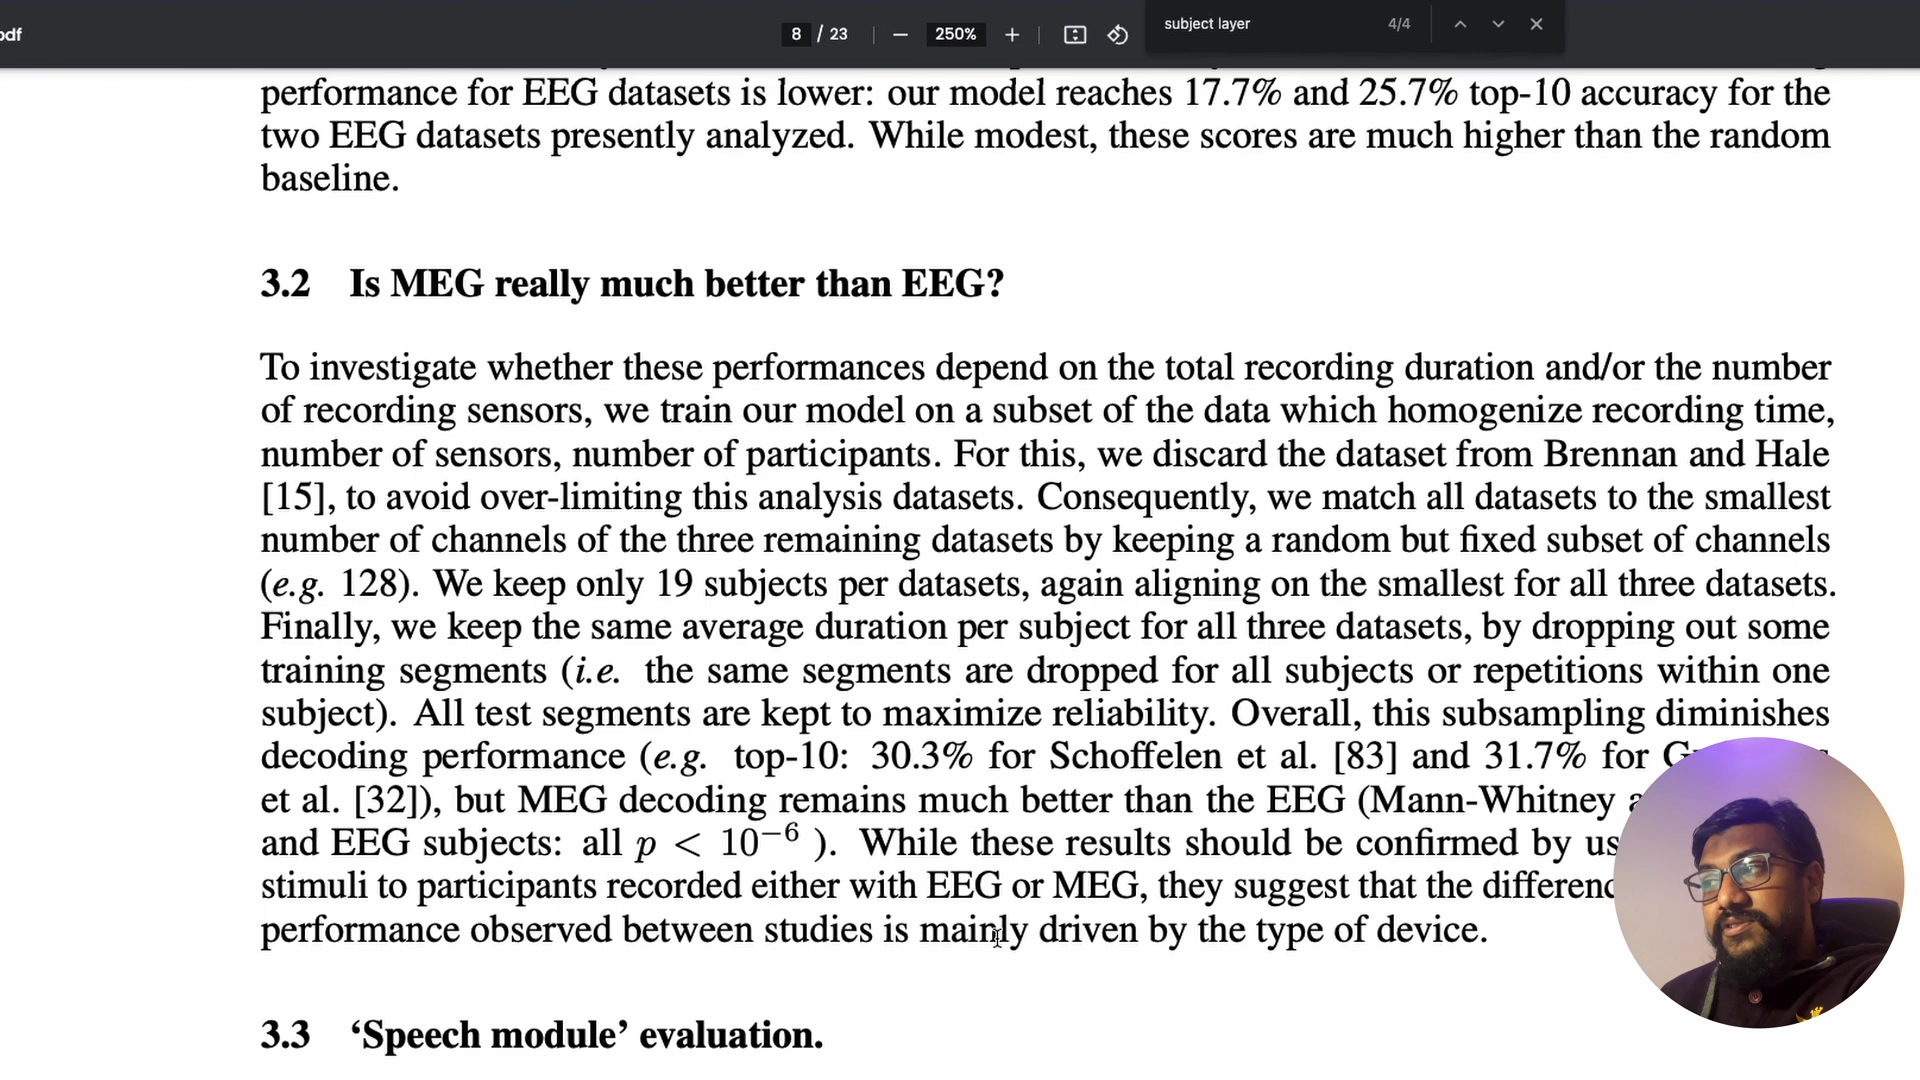 pdf
8 / 23
250%
subject layer
4/4
performance for EEG datasets is lower: our model reaches 17.7% and 25.7% top-10 accuracy for the
two EEG datasets presently analyzed. While modest, these scores are much higher than the random
baseline.
3.2 Is MEG really much better than EEG?
To investigate whether these performances depend on the total recording duration and/or the number
of recording sensors, we train our model on a subset of the data which homogenize recording time,
number of sensors, number of participants. For this, we discard the dataset from Brennan and Hale
[15], to avoid over-limiting this analysis datasets. Consequently, we match all datasets to the smallest
number of channels of the three remaining datasets by keeping a random but fixed subset of channels
(e.g. 128). We keep only 19 subjects per datasets, again aligning on the smallest for all three datasets.
Finally, we keep the same average duration per subject for all three datasets, by dropping out some
training segments (i.e. the same segments are dropped for all subjects or repetitions within one
subject). All test segments are kept to maximize reliability. Overall, this subsampling diminishes
decoding performance (e.g. top-10: 30.3% for Schoffelen et al. [83] and 31.7% for
et al. [32]), but MEG decoding remains much better than the EEG (Mann-Whitney
and EEG subjects: all p < 10⁻⁶ ). While these results should be confirmed by
stimuli to participants recorded either with EEG or MEG, they suggest that the
performance observed between studies is mainly driven by the type of device.
3.3 ‘Speech module’ evaluation.